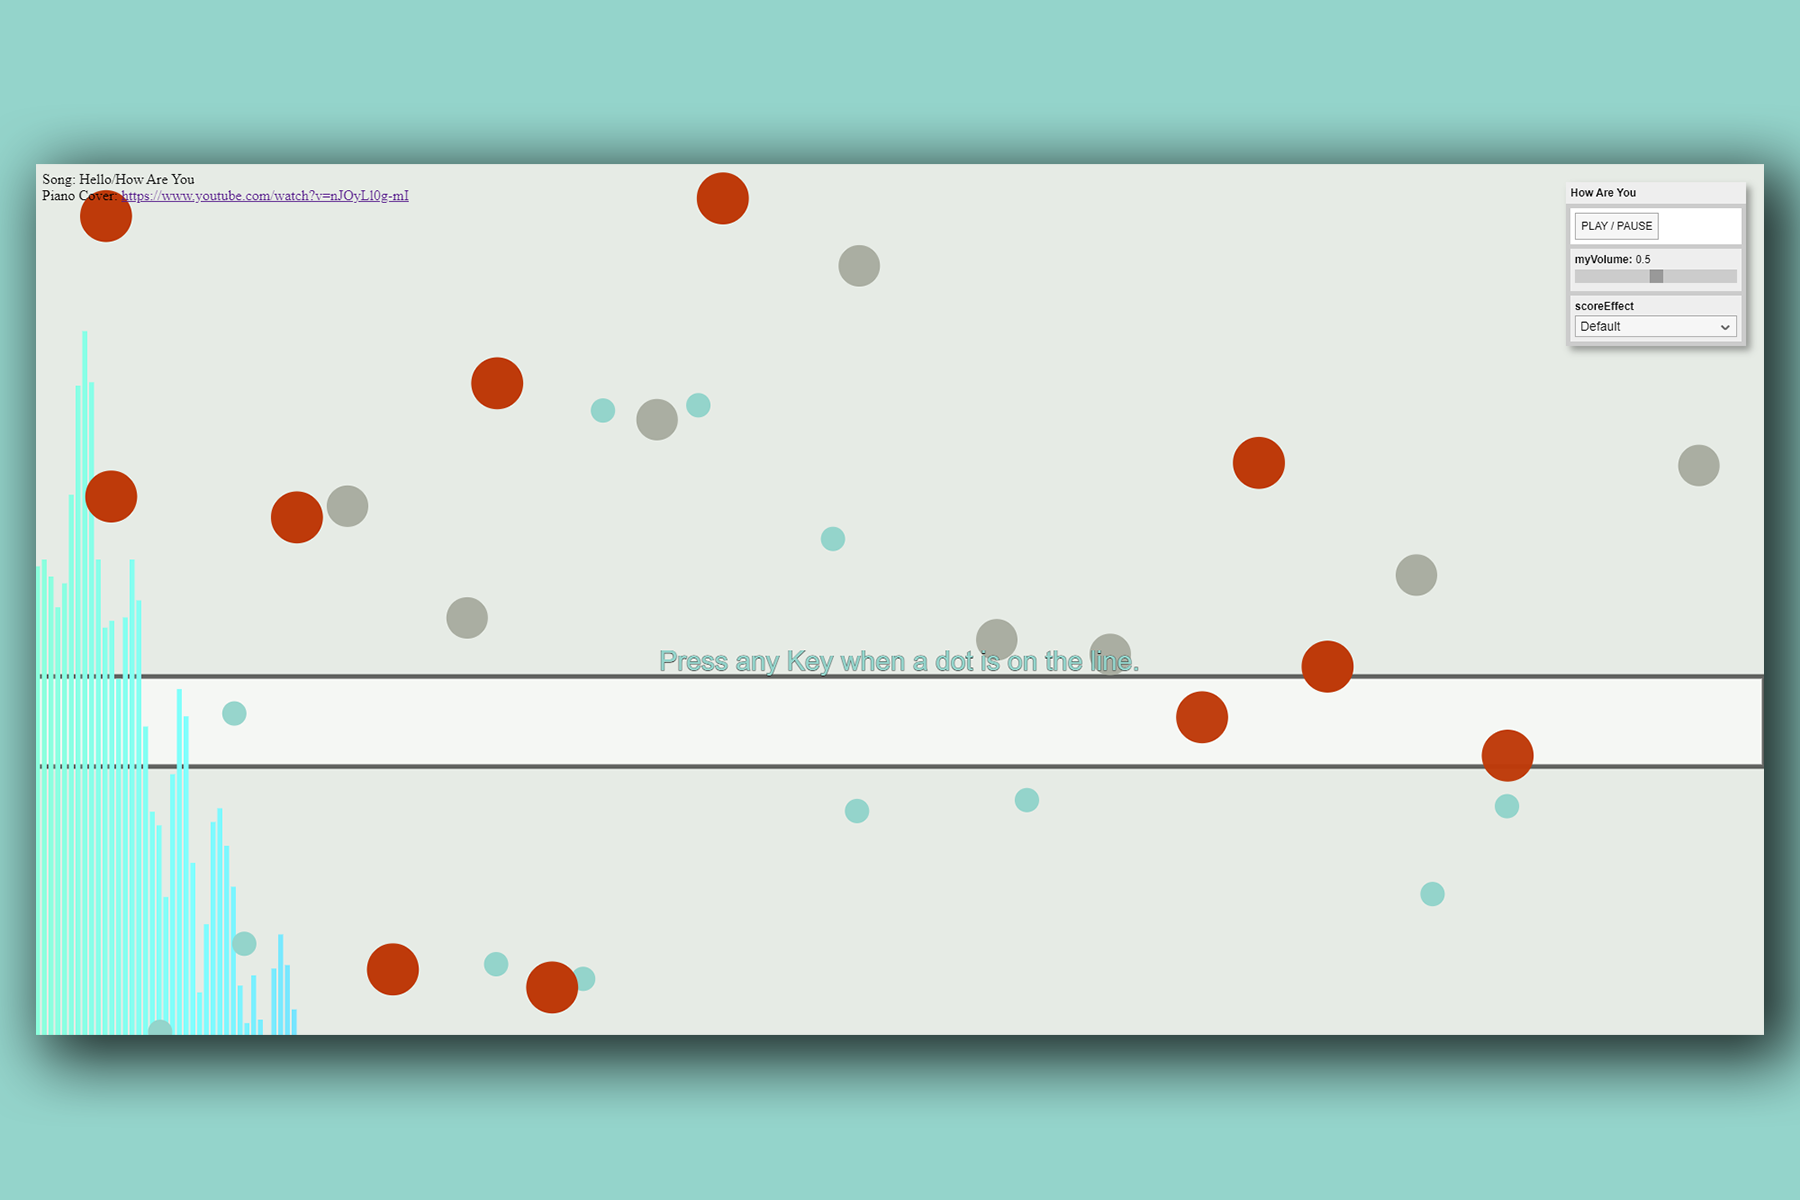 Song: Hello/How Are You
Piano Cover: https://www.youtube.com/watch?v=nJQyLl0g-mI
How Are You
PLAY / PAUSE
myVolume: 0.5
scoreEffect
Default
Press any Key when a dot is on the line.